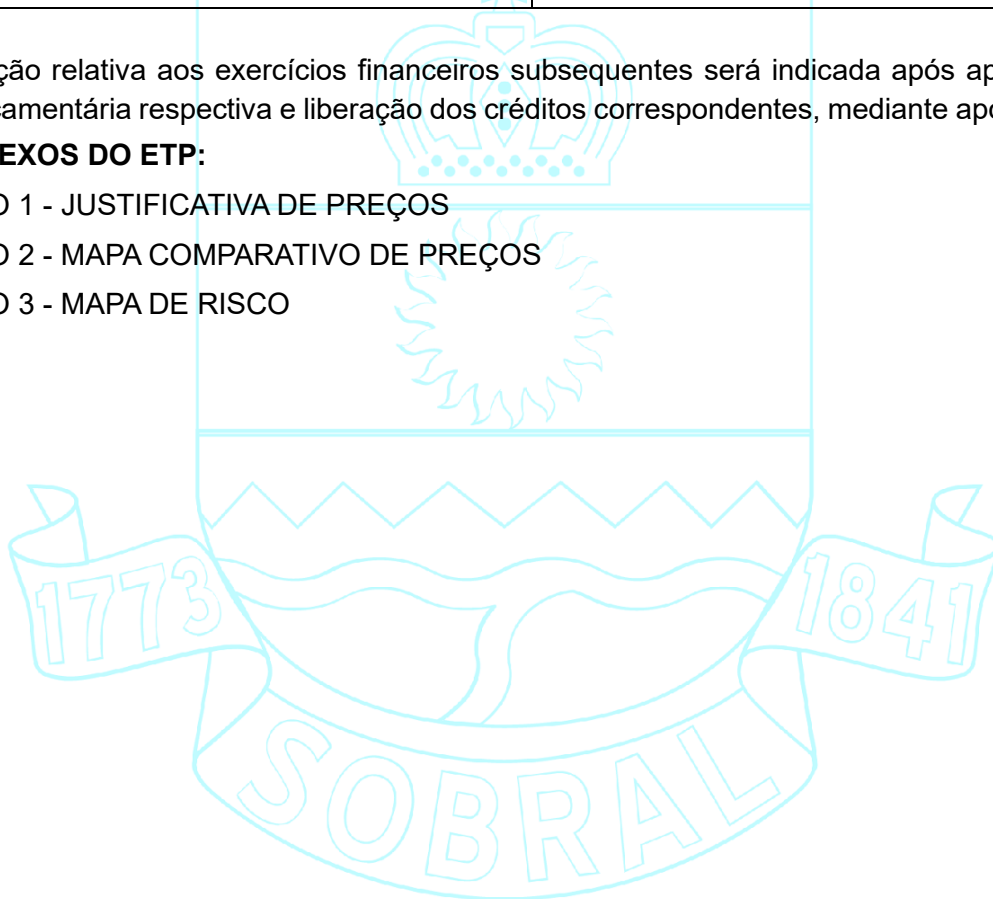 ção relativa aos exercícios financeiros subsequentes será indicada após ap
camentária respectiva e liberação dos créditos correspondentes, mediante apo
EXOS DO ETP:
O 1 - JUSTIFICATIVA DE PREÇOS
O 2 - MAPA COMPARATIVO DE PREÇOS
O 3 - MAPA DE RISCO
1773
1841
SOBRAL